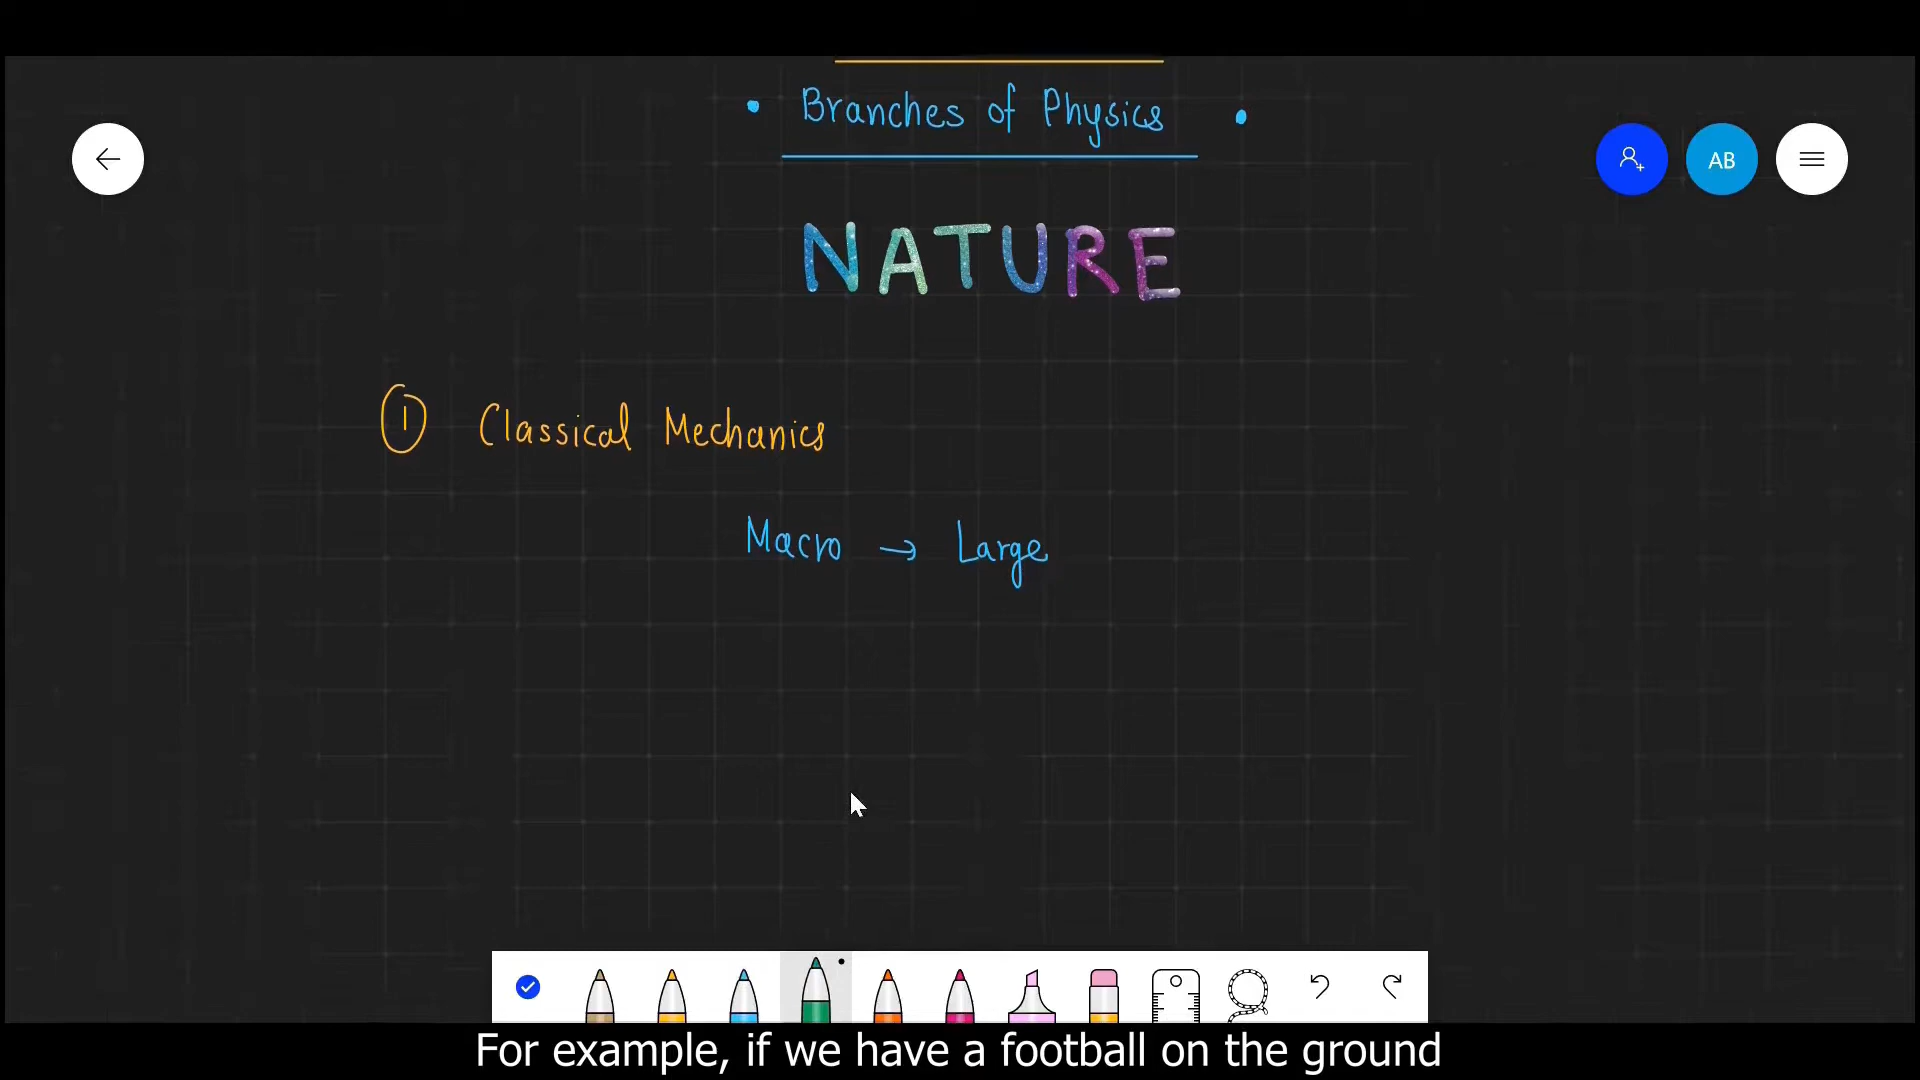 • Branches of Physics •
AB
NATURE
1 Classical Mechanics
Macro → Large
For example, if we have a football on the ground